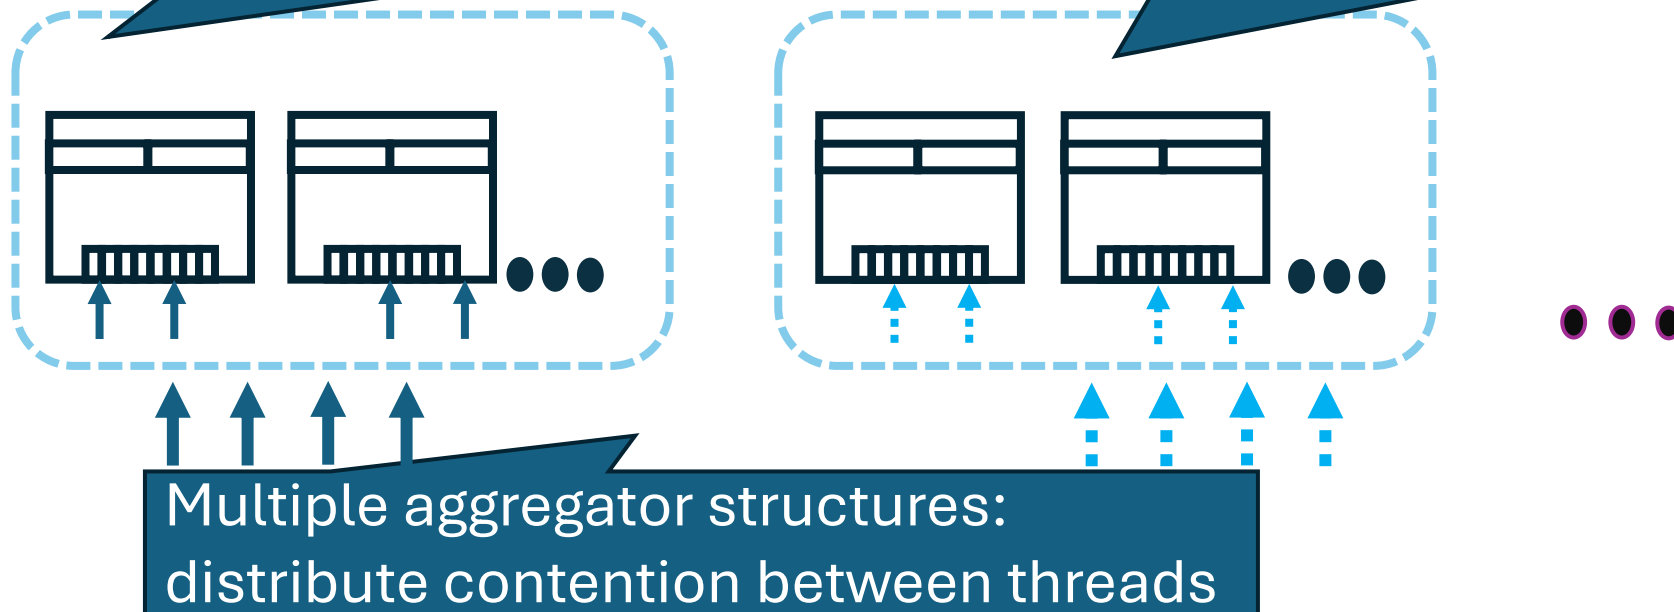 Multiple aggregator structures:
distribute contention between threads